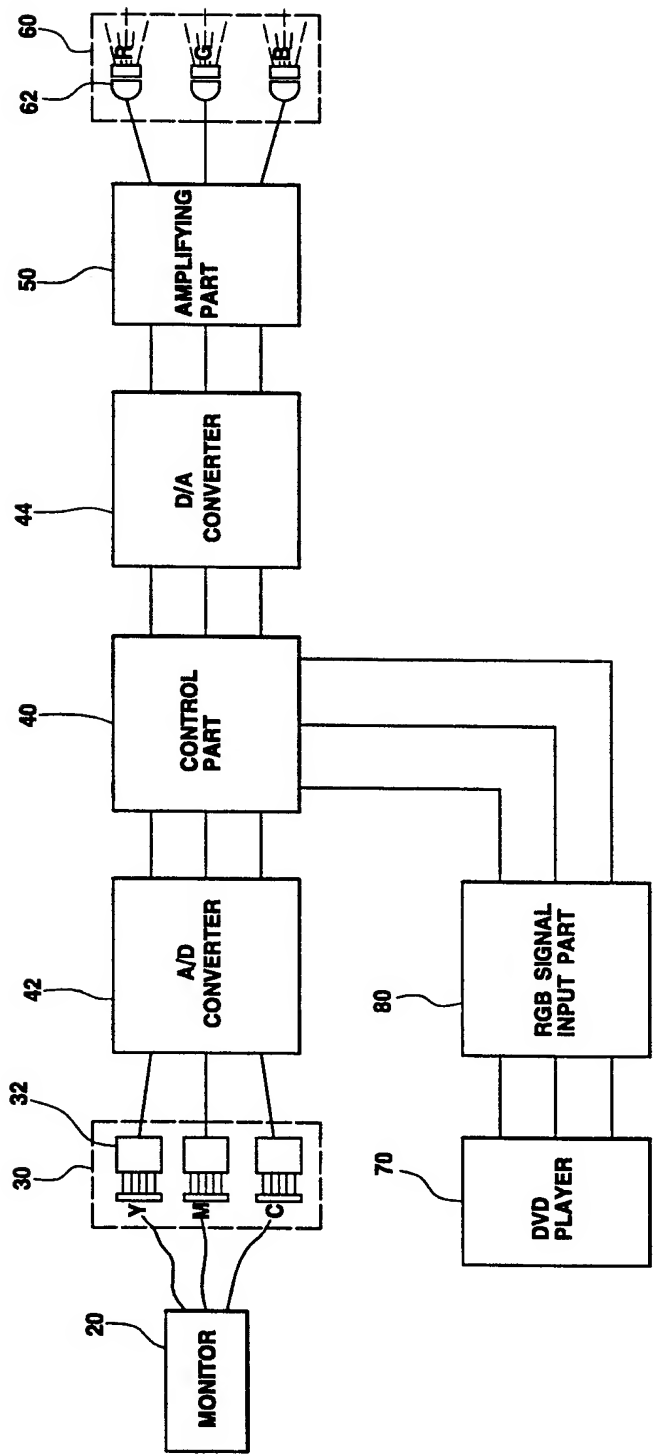 20
MONITOR
30
32
Y
M
C
42
A/D
CONVERTER
40
CONTROL
PART
44
D/A
CONVERTER
50
AMPLIFYING
PART
60
62
R
G
B
70
DVD
PLAYER
80
RGB SIGNAL
INPUT PART